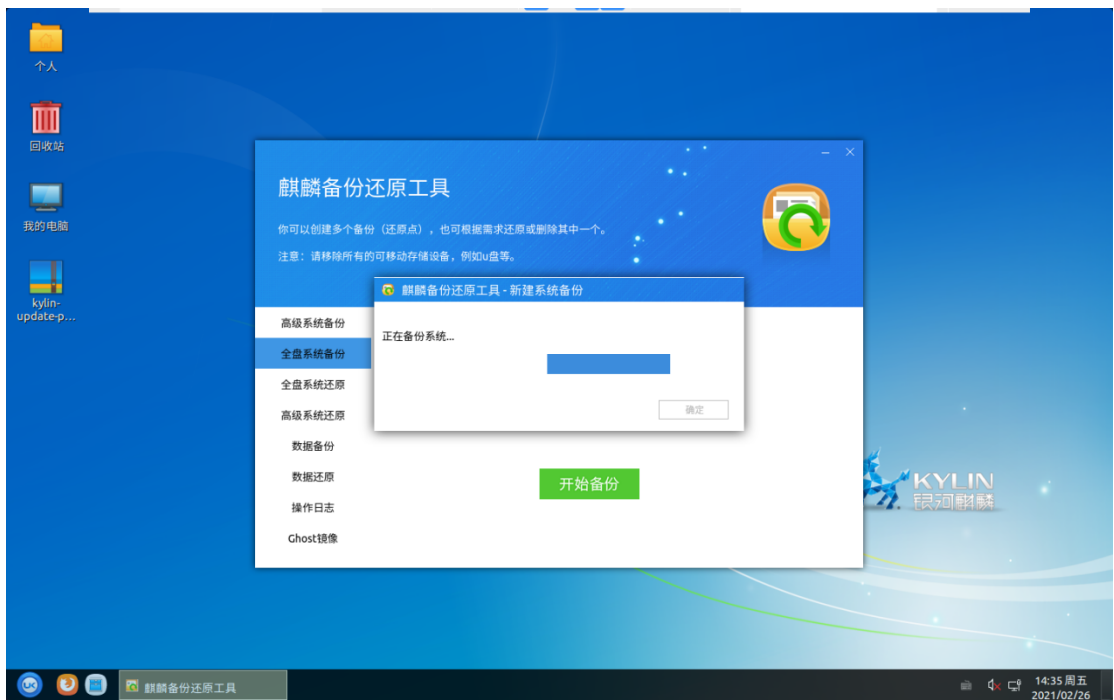 个人
回收站
我的电脑
kylin-
update-p...
麒麟备份还原工具
你可以创建多个备份（还原点），也可根据需求还原或删除其中一个。
注意：请移除所有的可移动存储设备，例如u盘等。
麒麟备份还原工具-新建系统备份
正在备份系统...
确定
高级系统备份
全盘系统备份
全盘系统还原
高级系统还原
数据备份
数据还原
操作日志
Ghost镜像
开始备份
KYLIN
银河麒麟
麒麟备份还原工具
14:35 周五
2021/02/26